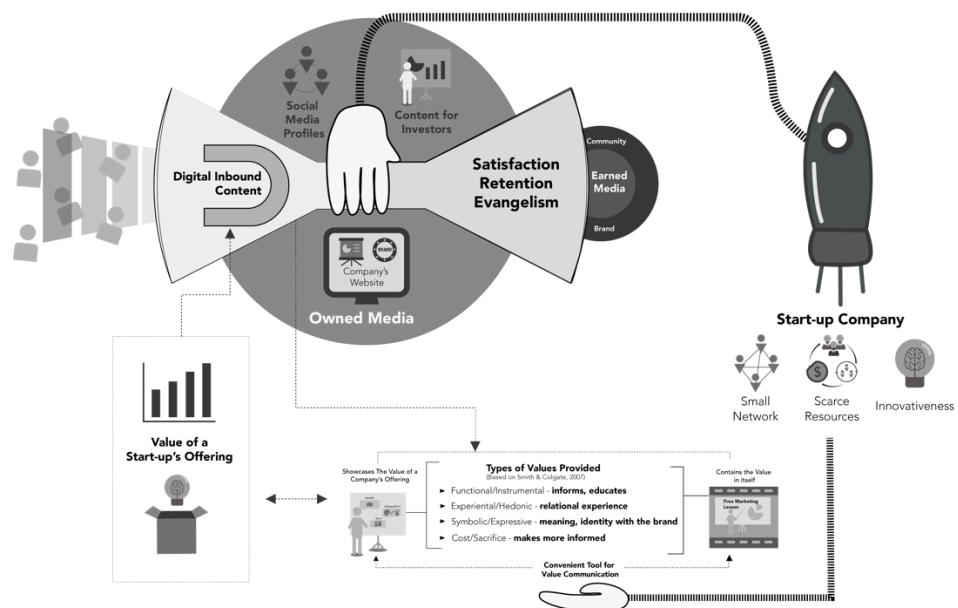 Social
Media
Profiles
Content for
Investors
Digital Inbound
Content
Satisfaction
Retention
Evangelism
Community
Earned
Media
Brand
BRAND
Company's
Website
Owned Media
Start-up Company
Small
Network
$
Scarce
Resources
Innovativeness
Value of a
Start-up's Offering
Showcases The Value of a
Company's Offering
Types of Values Provided
(Based on Smith & Colgate, 2007)
Functional/Instrumental - informs, educates
Experiental/Hedonic - relational experience
Symbolic/Expressive - meaning, identity with the brand
Cost/Sacrifice - makes more informed
Contains the Value
in itself
Free Marketing
Lesson
Convenient Tool for
Value Communication